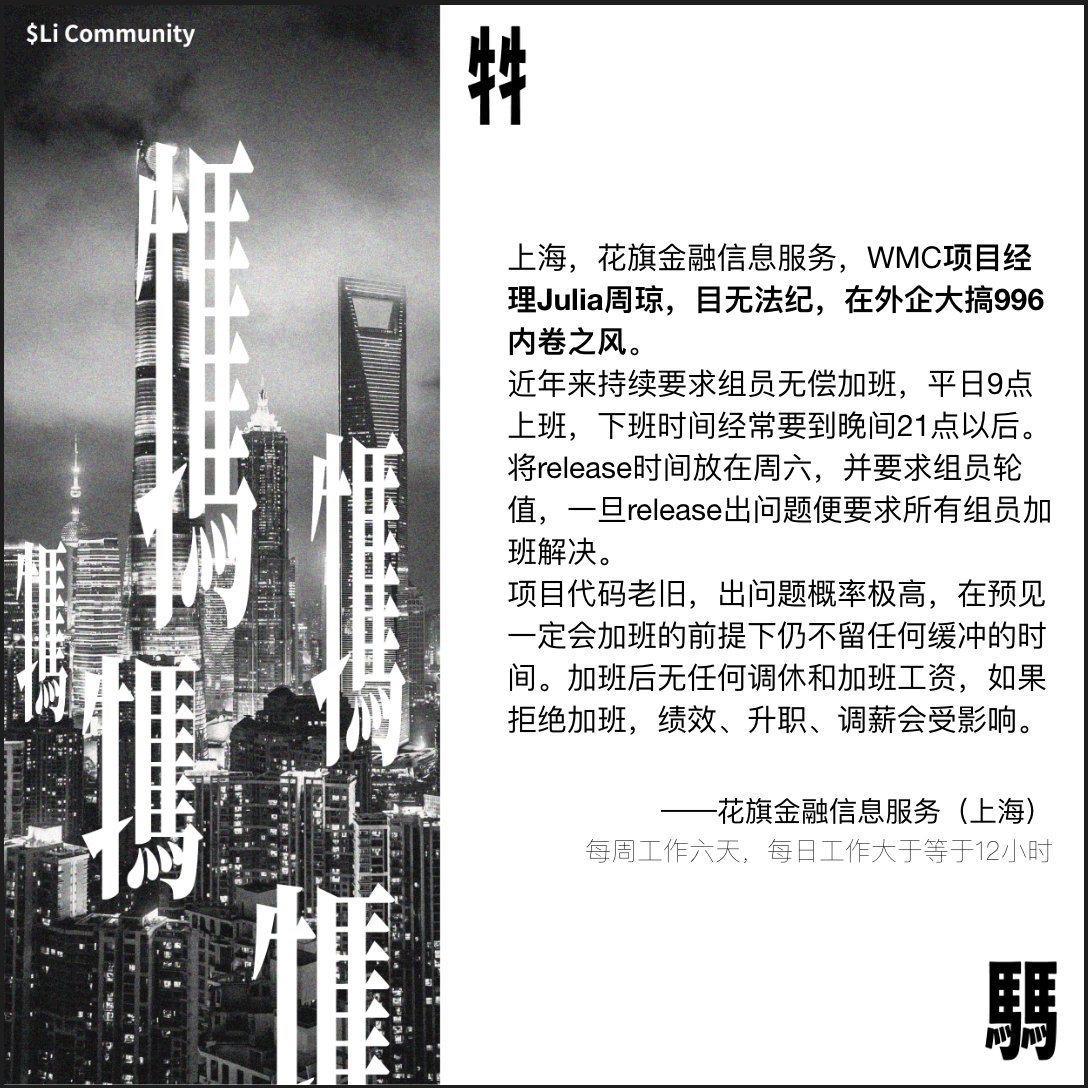 $Li Community
牪
上海，花旗金融信息服务，WMC项目经
理Julia周琼，目无法纪，在外企大搞996
内卷之风。
近年来持续要求组员无偿加班，平日9点
上班，下班时间经常要到晚间21点以后。
将release时间放在周六，并要求组员轮
值，一旦release出问题便要求所有组员加
班解决。
项目代码老旧，出问题概率极高，在预见
一定会加班的前提下仍不留任何缓冲的时
间。加班后无任何调休和加班工资，如果
拒绝加班，绩效、升职、调薪会受影响。
——花旗金融信息服务（上海）
每周工作六天，每日工作大于等于12小时
騳